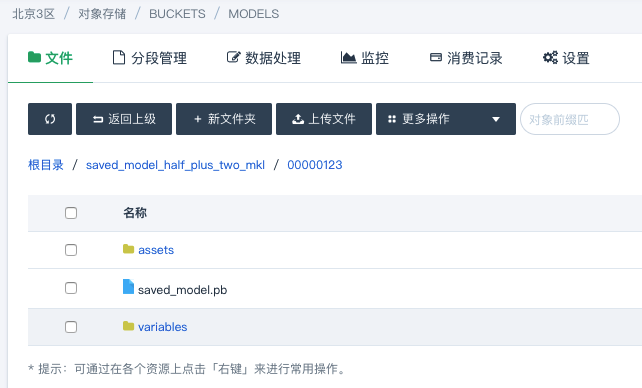 北京3区 / 对象存储 / BUCKETS / MODELS
文件 分段管理 数据处理 监控 消费记录 设置
返回上级 + 新文件夹 上传文件 更多操作 对象前缀匹
根目录 / saved_model_half_plus_two_mkl / 00000123
名称
assets
saved_model.pb
variables
* 提示：可通过在各个资源上点击「右键」来进行常用操作。